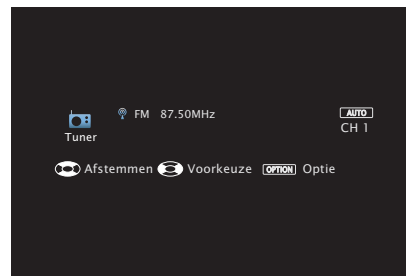 FM 87.50MHz
AUTO
Tuner
CH 1
Afstemmen Voorkeuze OPTION Optie